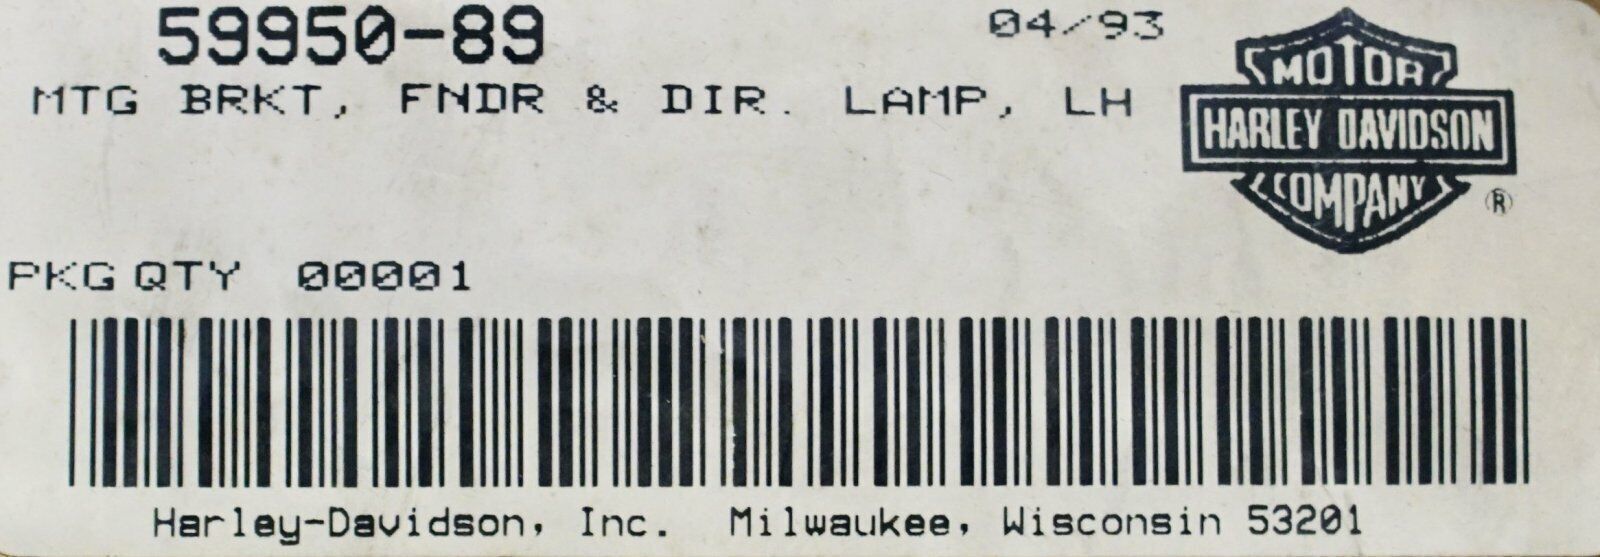 59950-89
04/93
MTG BRKT, FNDR & DIR. LAMP, LH
MOTOR
HARLEY DAVIDSON
COMPANY
®
PKG QTY 00001
Harley-Davidson, Inc. Milwaukee, Wisconsin 53201